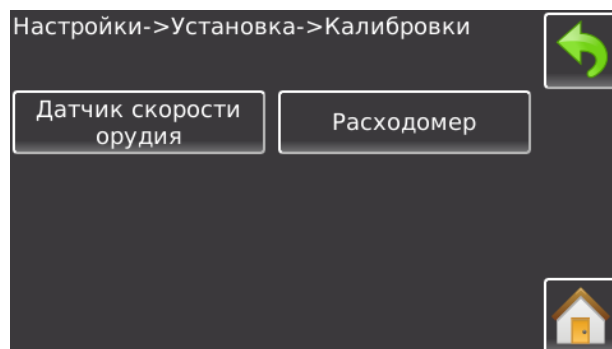 Настройки->Установка->Калибровки
Датчик скорости
орудия
Расходомер